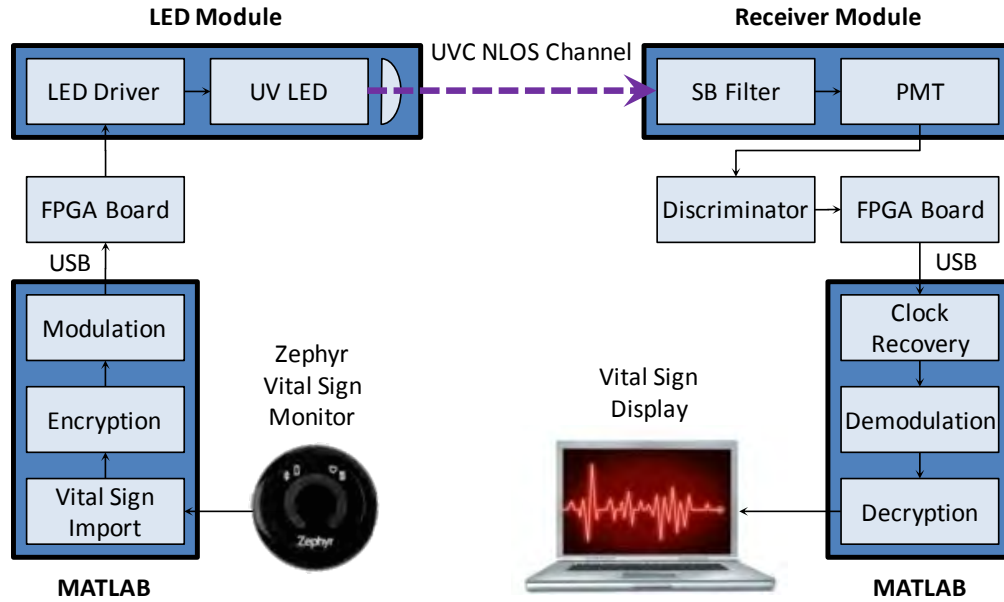 LED Module
Receiver Module
UVC NLOS Channel
LED Driver
UV LED
SB Filter
PMT
FPGA Board
Discriminator
FPGA Board
USB
USB
Modulation
Encryption
Vital Sign
Import
MATLAB
Zephyr
Vital Sign
Monitor
Zephyr
Vital Sign
Display
Clock
Recovery
Demodulation
Decryption
MATLAB